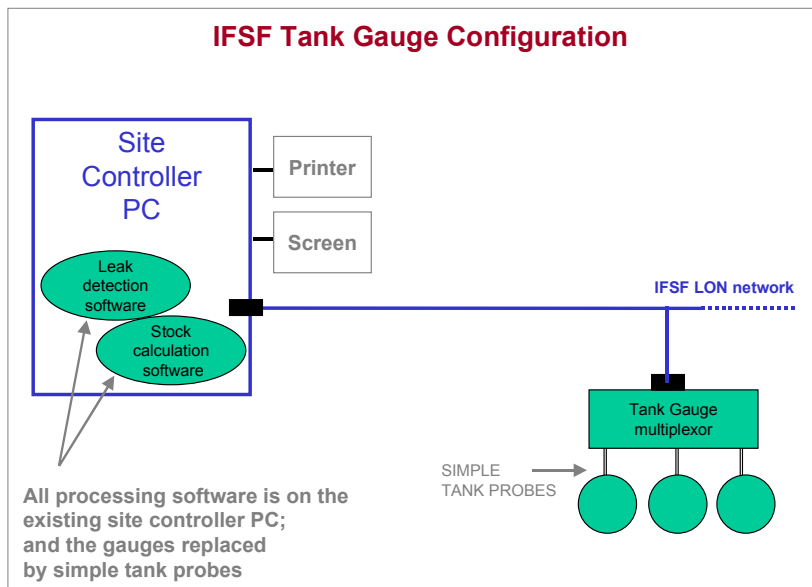 IFSF Tank Gauge Configuration
Site
Controller
PC
Printer
Screen
Leak
detection
software
Stock
calculation
software
IFSF LON network
Tank Gauge
multiplexor
SIMPLE
TANK PROBES
All processing software is on the
existing site controller PC;
and the gauges replaced
by simple tank probes